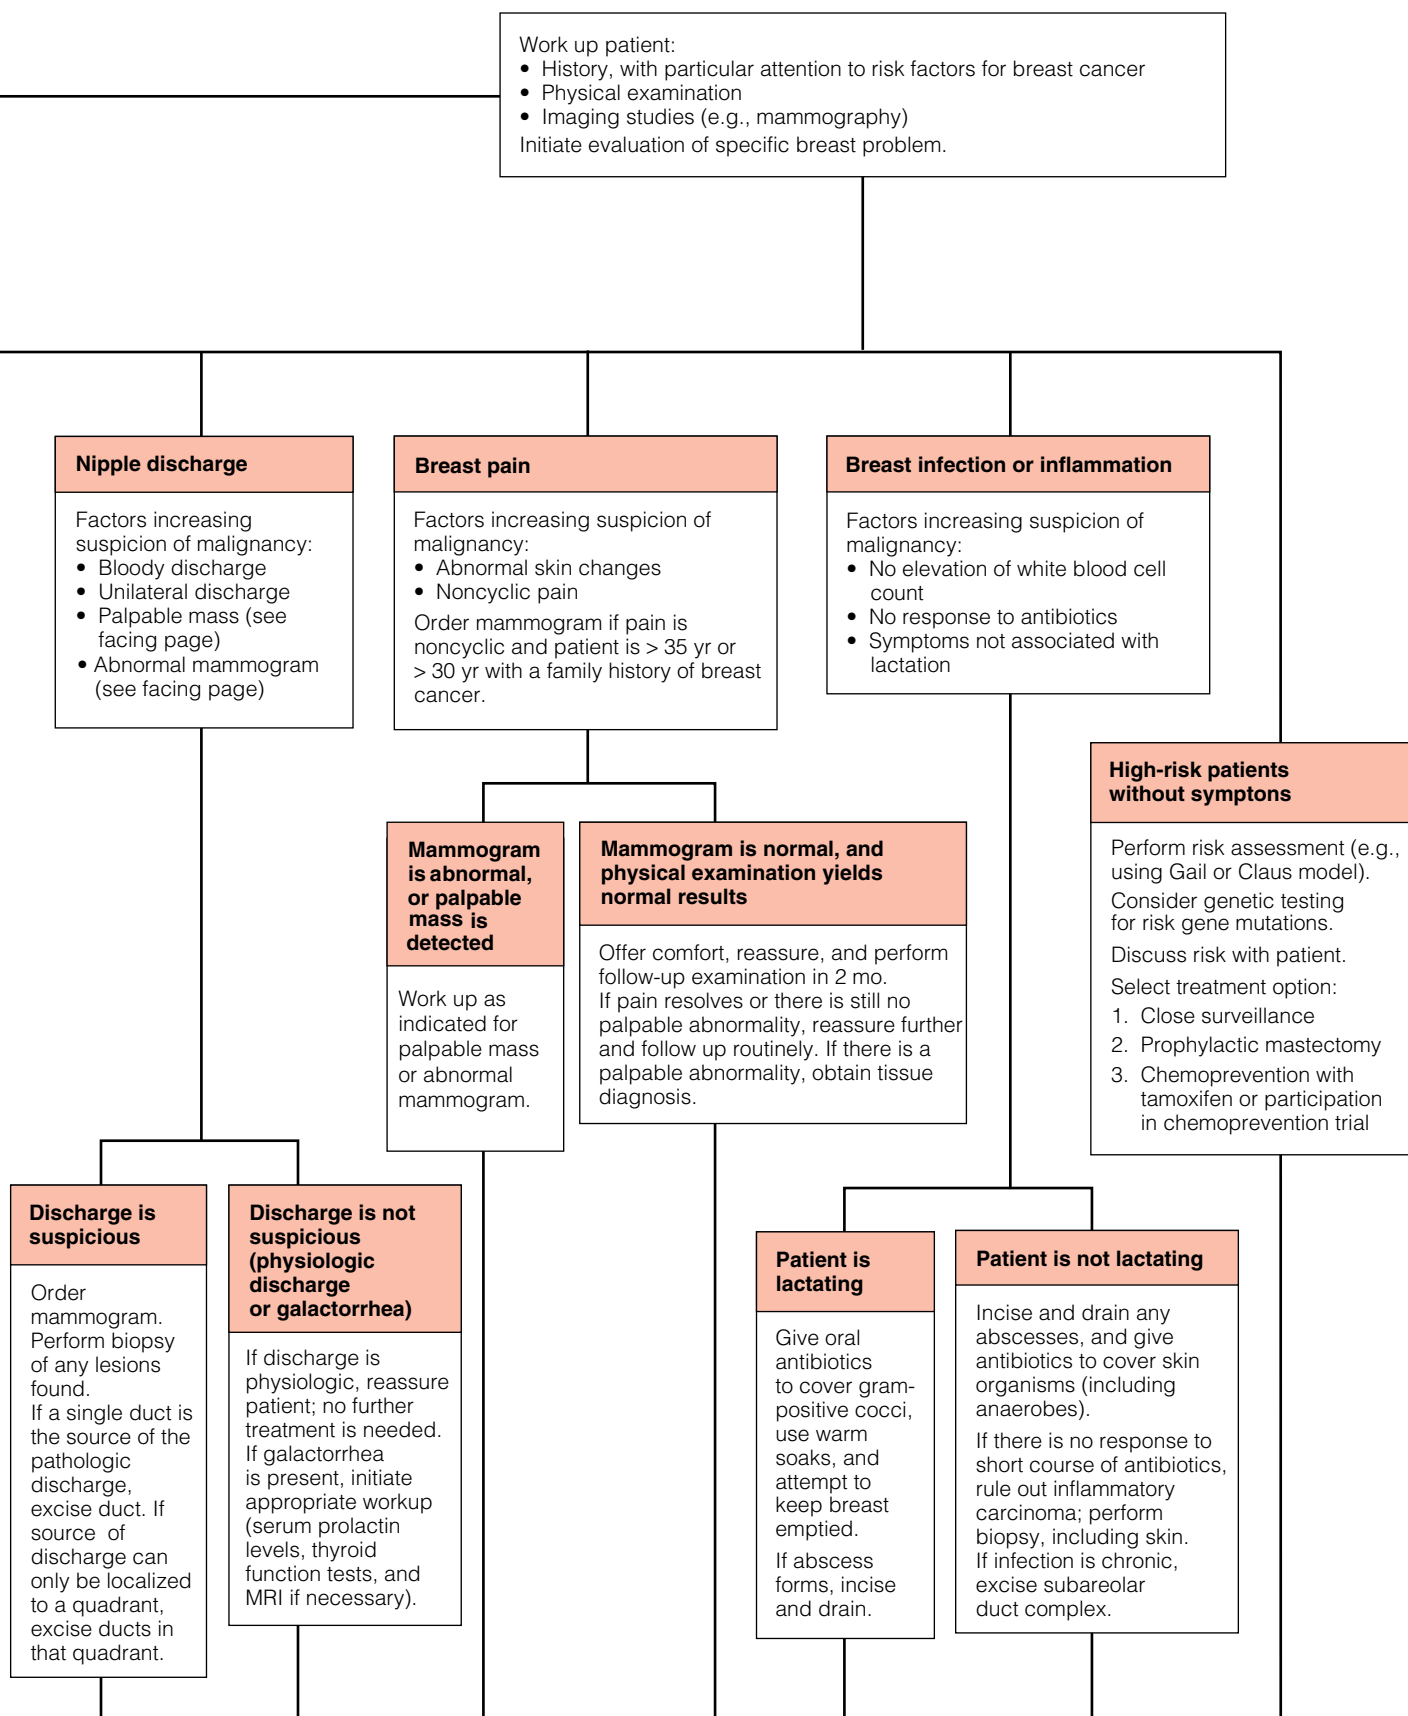 Work up patient:
• History, with particular attention to risk factors for breast cancer
• Physical examination
• Imaging studies (e.g., mammography)
Initiate evaluation of specific breast problem.
Nipple discharge
Factors increasing
suspicion of malignancy:
• Bloody discharge
• Unilateral discharge
• Palpable mass (see
facing page)
• Abnormal mammogram
(see facing page)
Breast pain
Factors increasing suspicion of
malignancy:
• Abnormal skin changes
• Noncyclic pain
Order mammogram if pain is
noncyclic and patient is > 35 yr or
> 30 yr with a family history of breast
cancer.
Breast infection or inflammation
Factors increasing suspicion of
malignancy:
• No elevation of white blood cell
count
• No response to antibiotics
• Symptoms not associated with
lactation
High-risk patients
without symptons
Perform risk assessment (e.g.,
using Gail or Claus model).
Consider genetic testing
for risk gene mutations.
Discuss risk with patient.
Select treatment option:
1. Close surveillance
2. Prophylactic mastectomy
3. Chemoprevention with
tamoxifen or participation
in chemoprevention trial
Mammogram
is abnormal,
or palpable
mass is
detected
Work up as
indicated for
palpable mass
or abnormal
mammogram.
Mammogram is normal, and
physical examination yields
normal results
Offer comfort, reassure, and perform
follow-up examination in 2 mo.
If pain resolves or there is still no
palpable abnormality, reassure further
and follow up routinely. If there is a
palpable abnormality, obtain tissue
diagnosis.
Discharge is
suspicious
Order
mammogram.
Perform biopsy
of any lesions
found.
If a single duct is
the source of the
pathologic
discharge,
excise duct. If
source of
discharge can
only be localized
to a quadrant,
excise ducts in
that quadrant.
Discharge is not
suspicious
(physiologic
discharge
or galactorrhea)
If discharge is
physiologic, reassure
patient; no further
treatment is needed.
If galactorrhea
is present, initiate
appropriate workup
(serum prolactin
levels, thyroid
function tests, and
MRI if necessary).
Patient is
lactating
Give oral
antibiotics
to cover gram-
positive cocci,
use warm
soaks, and
attempt to
keep breast
emptied.
If abscess
forms, incise
and drain.
Patient is not lactating
Incise and drain any
abscesses, and give
antibiotics to cover skin
organisms (including
anaerobes).
If there is no response to
short course of antibiotics,
rule out inflammatory
carcinoma; perform
biopsy, including skin.
If infection is chronic,
excise subareolar
duct complex.